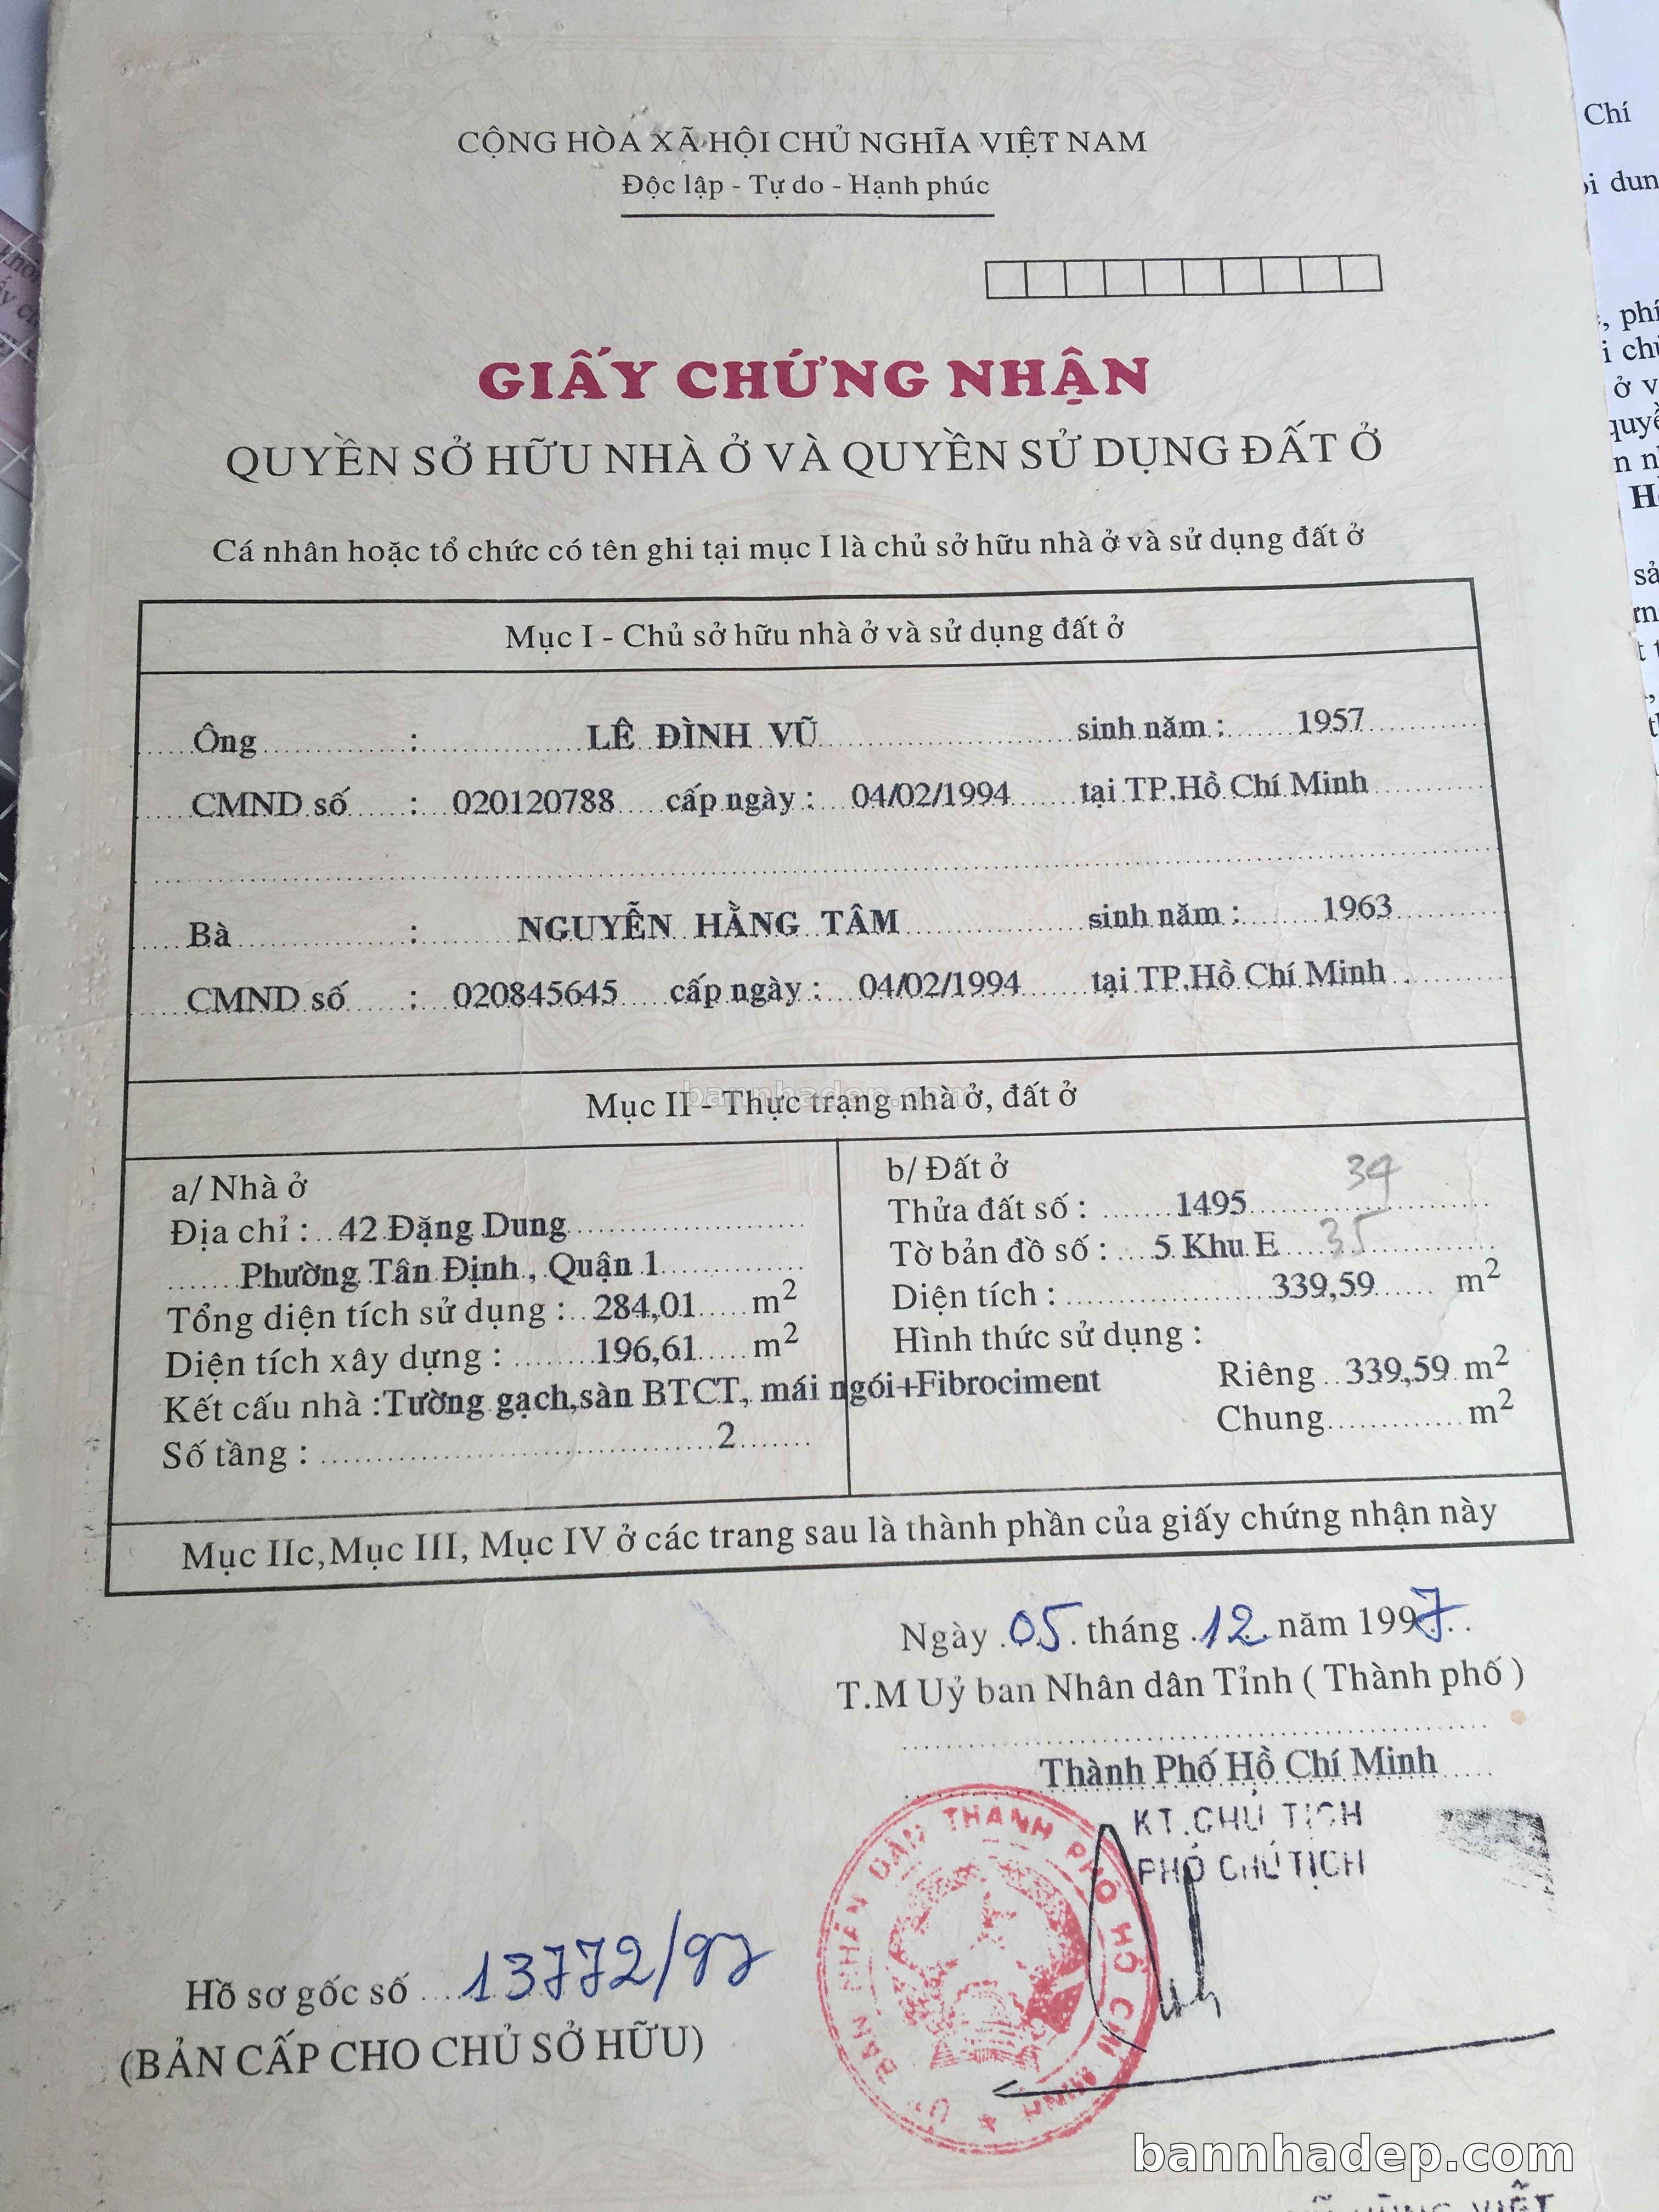 CỘNG HÒA XÃ HỘI CHỦ NGHĨA VIỆT NAM
Độc lập - Tự do - Hạnh phúc
GIẤY CHỨNG NHẬN
QUYỀN SỞ HỮU NHÀ Ở VÀ QUYỀN SỬ DỤNG ĐẤT Ở
Cá nhân hoặc tổ chức có tên ghi tại mục I là chủ sở hữu nhà ở và sử dụng đất ở
Mục I - Chủ sở hữu nhà ở và sử dụng đất ở
Ông : LÊ ĐÌNH VŨ sinh năm : 1957
CMND số : 020120788 cấp ngày : 04/02/1994 tại TP.Hồ Chí Minh
Bà : NGUYỄN HẰNG TÂM sinh năm : 1963
CMND số : 020845645 cấp ngày : 04/02/1994 tại TP.Hồ Chí Minh .
bannhadep.com
Mục II - Thực trạng nhà ở, đất ở
a/ Nhà ở
Địa chỉ : 42 Đặng Dung
Phường Tân Định , Quận 1
Tổng diện tích sử dụng : 284,01 m2
Diện tích xây dựng : 196,61 m2
Kết cấu nhà :Tường gạch,sàn BTCT, mái ngói+Fibrociment
Số tầng : 2
b/ Đất ở
Thửa đất số : 1495 34
Tờ bản đồ số : 5 Khu E 35
Diện tích : 339,59 m2
Hình thức sử dụng :
Riêng 339,59 m2
Chung m2
Mục IIc,Mục III, Mục IV ở các trang sau là thành phần của giấy chứng nhận này
Ngày 05 tháng 12 năm 1997
T.M Uỷ ban Nhân dân Tỉnh ( Thành phố )
Thành Phố Hồ Chí Minh
KT.CHỦ TỊCH
PHÓ CHỦ TỊCH
ỦY BAN NHÂN DÂN THÀNH PHỐ HỒ CHÍ MINH
Hồ sơ gốc số 13772/97
(BẢN CẤP CHO CHỦ SỞ HỮU)
bannhadep.com